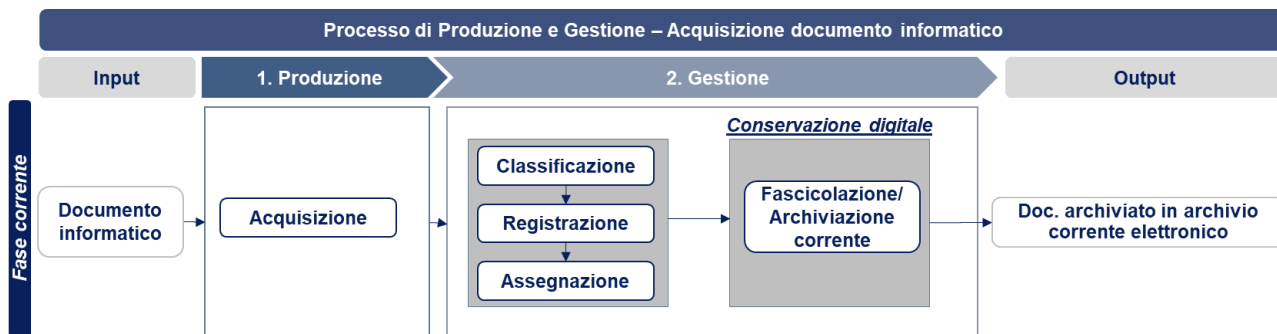 Processo di Produzione e Gestione – Acquisizione documento informatico
Input
1. Produzione
2. Gestione
Output
Fase corrente
Documento
informatico
Acquisizione
Classificazione
Registrazione
Assegnazione
Conservazione digitale
Fascicolazione/
Archiviazione
corrente
Doc. archiviato in archivio
corrente elettronico